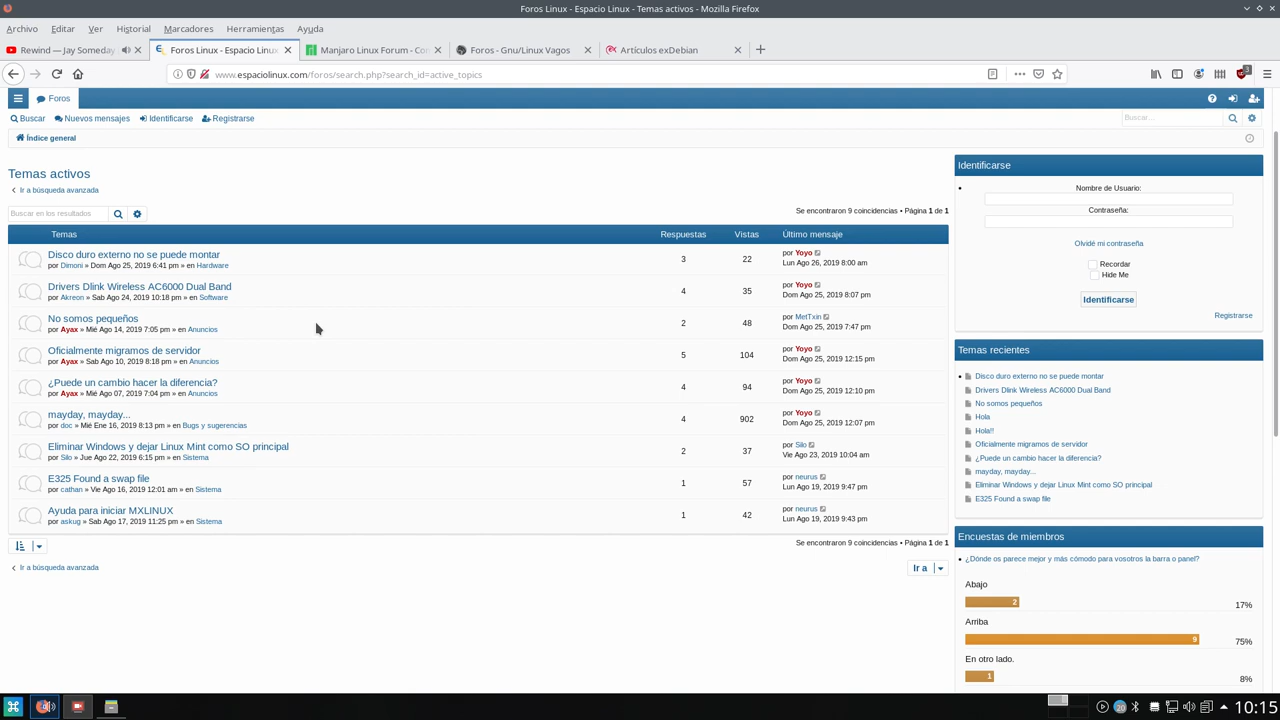 Foros Linux - Espacio Linux - Temas activos - Mozilla Firefox
Archivo Editar Ver Historial Marcadores Herramientas Ayuda
Rewind — Jay Someday
Foros Linux - Espacio Linux
Manjaro Linux Forum - Co
Foros - Gnu/Linux Vagos
Artículos exDebian
www.espaciolinux.com/foros/search.php?search_id=active_topics
3
Foros
Buscar Nuevos mensajes Identificarse Registrarse
Buscar...
Índice general
Temas activos
Ir a búsqueda avanzada
Buscar en los resultados
Se encontraron 9 coincidencias • Página 1 de 1
Temas Respuestas Vistas Último mensaje
Disco duro externo no se puede montar
por Dimoni » Dom Ago 25, 2019 6:41 pm » en Hardware
3 22
por Yoyo
Lun Ago 26, 2019 8:00 am
Drivers Dlink Wireless AC6000 Dual Band
por Akreon » Sab Ago 24, 2019 10:18 pm » en Software
4 35
por Yoyo
Dom Ago 25, 2019 8:07 pm
No somos pequeños
por Ayax » Mié Ago 14, 2019 7:05 pm » en Anuncios
2 48
por MetTxin
Dom Ago 25, 2019 7:47 pm
Oficialmente migramos de servidor
por Ayax » Sab Ago 10, 2019 8:18 pm » en Anuncios
5 104
por Yoyo
Dom Ago 25, 2019 12:15 pm
¿Puede un cambio hacer la diferencia?
por Ayax » Mié Ago 07, 2019 7:04 pm » en Anuncios
4 94
por Yoyo
Dom Ago 25, 2019 12:10 pm
mayday, mayday...
por doc » Mié Ene 16, 2019 8:13 pm » en Bugs y sugerencias
4 902
por Yoyo
Dom Ago 25, 2019 12:07 pm
Eliminar Windows y dejar Linux Mint como SO principal
por Silo » Jue Ago 22, 2019 6:15 pm » en Sistema
2 37
por Silo
Vie Ago 23, 2019 10:04 am
E325 Found a swap file
por cathan » Vie Ago 16, 2019 12:01 am » en Sistema
1 57
por neurus
Lun Ago 19, 2019 9:47 pm
Ayuda para iniciar MXLINUX
por askug » Sab Ago 17, 2019 11:25 pm » en Sistema
1 42
por neurus
Lun Ago 19, 2019 9:43 pm
Se encontraron 9 coincidencias • Página 1 de 1
Ir a búsqueda avanzada
Ir a
Identificarse
Nombre de Usuario:
Contraseña:
Olvidé mi contraseña
Recordar
Hide Me
Identificarse
Registrarse
Temas recientes
Disco duro externo no se puede montar
Drivers Dlink Wireless AC6000 Dual Band
No somos pequeños
Hola
Hola!!
Oficialmente migramos de servidor
¿Puede un cambio hacer la diferencia?
mayday, mayday...
Eliminar Windows y dejar Linux Mint como SO principal
E325 Found a swap file
Encuestas de miembros
¿Dónde os parece mejor y más cómodo para vosotros la barra o panel?
Abajo
2 17%
Arriba
9 75%
En otro lado.
1 8%
20
10:15